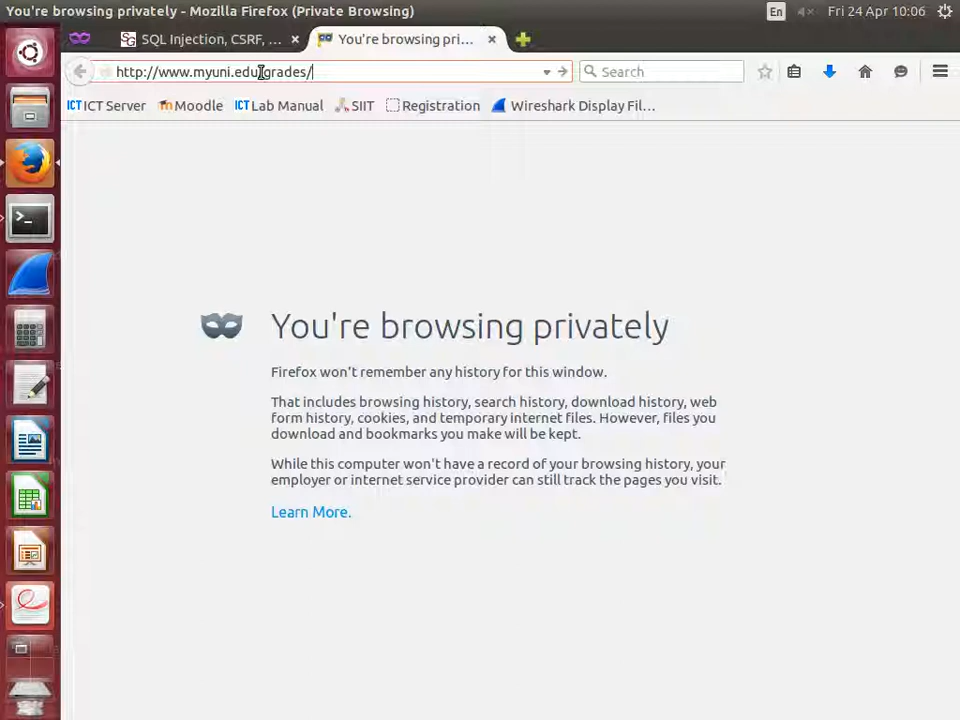 You're browsing privately - Mozilla Firefox (Private Browsing)
En
Fri 24 Apr 10:06
SQL Injection, CSRF, ...
You're browsing pri...
http://www.myuni.edu/grades/
Search
ICT ICT Server
Moodle
ICT Lab Manual
SIIT
Registration
Wireshark Display Fil...
You're browsing privately
Firefox won't remember any history for this window.
That includes browsing history, search history, download history, web
form history, cookies, and temporary internet files. However, files you
download and bookmarks you make will be kept.
While this computer won't have a record of your browsing history, your
employer or internet service provider can still track the pages you visit.
Learn More.